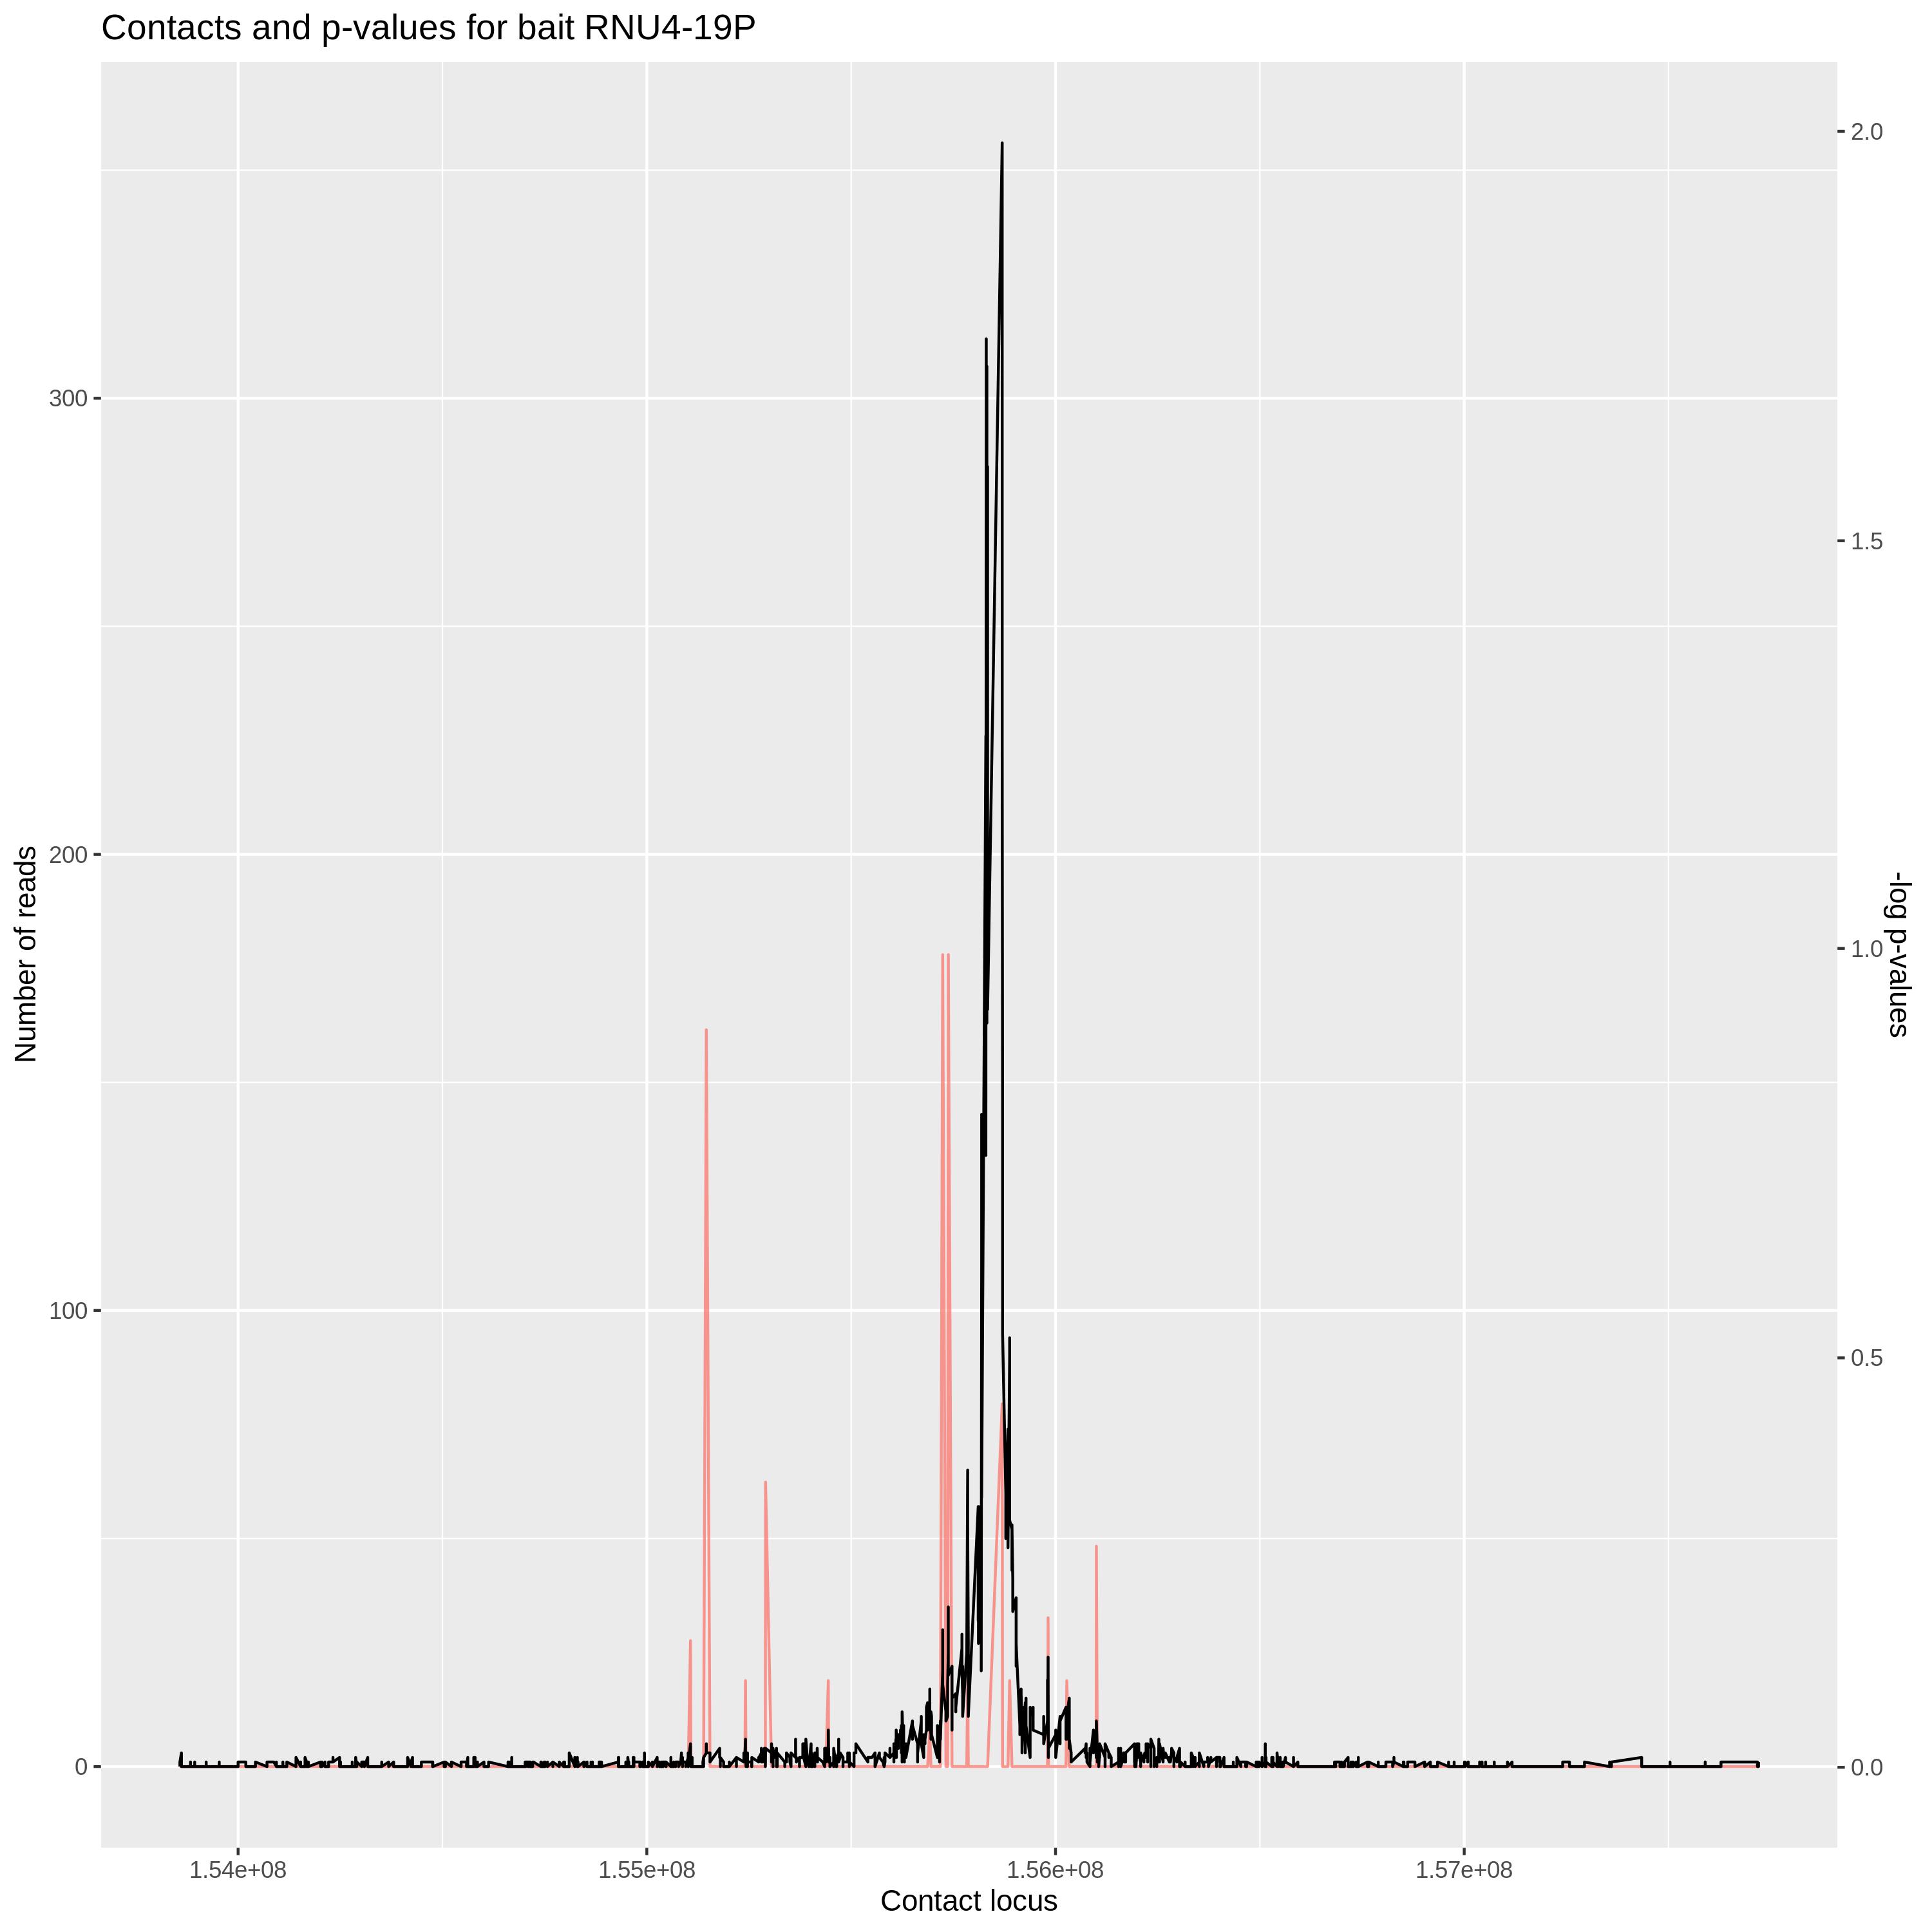 Contacts and p-values for bait RNU4-19P
Number of reads
300
200
100
0
2.0
1.5
1.0
0.5
0.0
-log p-values
1.54e+08
1.55e+08
1.56e+08
1.57e+08
Contact locus